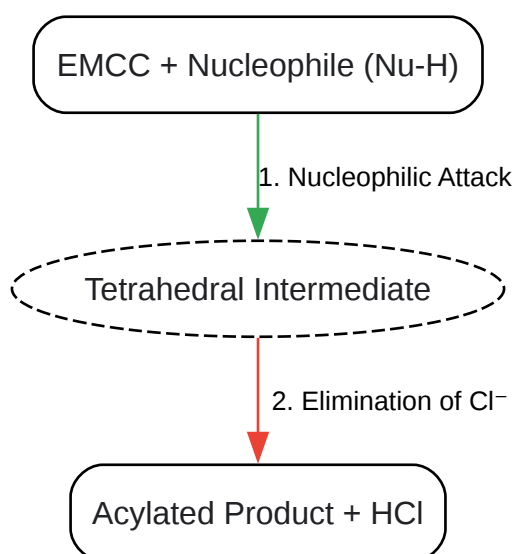 EMCC + Nucleophile (Nu-H)
1. Nucleophilic Attack
Tetrahedral Intermediate
2. Elimination of Cl⁻
Acylated Product + HCl